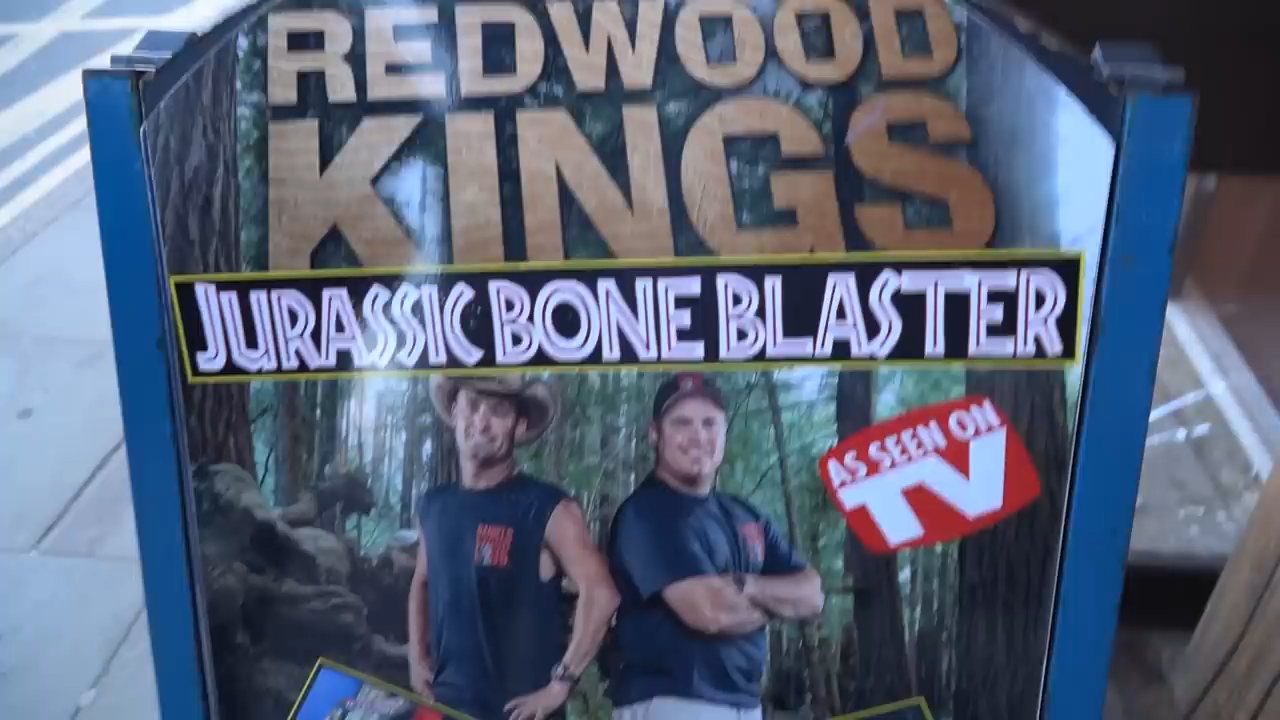 REDWOOD
KINGS
JURASSIC BONE BLASTER
AS SEEN ON
TV